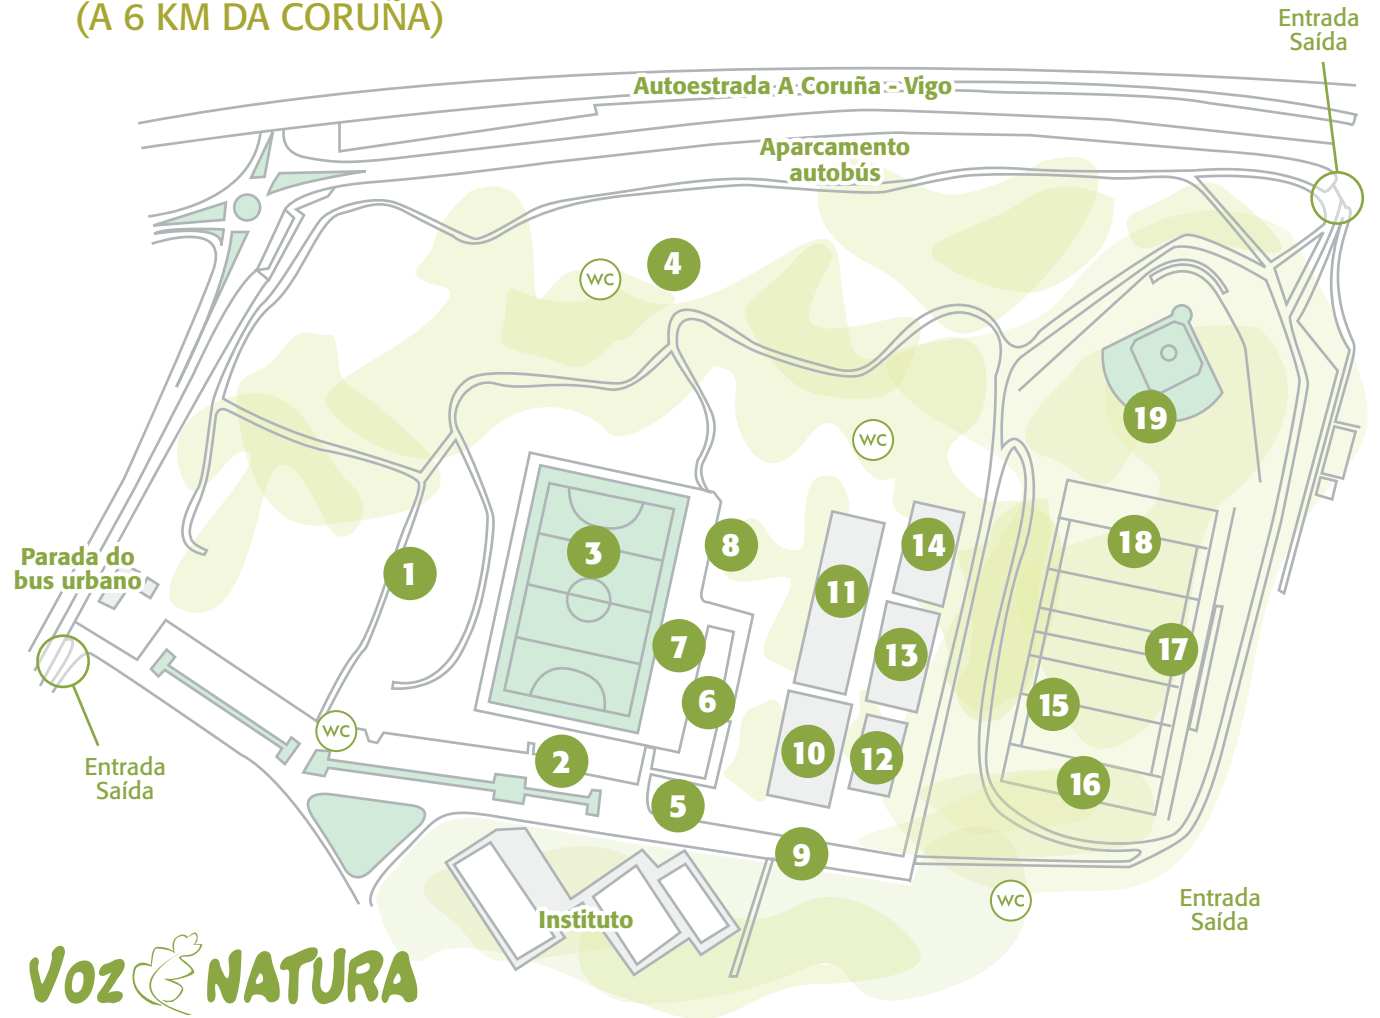 (A 6 KM DA CORUÑA)
Entrada
Saída
Autoestrada A Coruña - Vigo
Aparcamento
autobús
4
WC
19
WC
3
18
14
8
Parada do
bus urbano
1
11
7
13
17
6
15
WC
10
12
2
16
Entrada
Saída
5
9
WC
Entrada
Saída
Instituto
VOZ NATURA